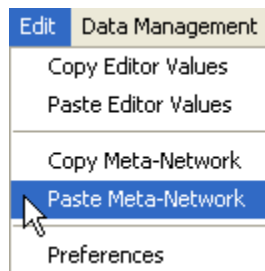 Edit Data Management
Copy Editor Values
Paste Editor Values
Copy Meta-Network
Paste Meta-Network
Preferences